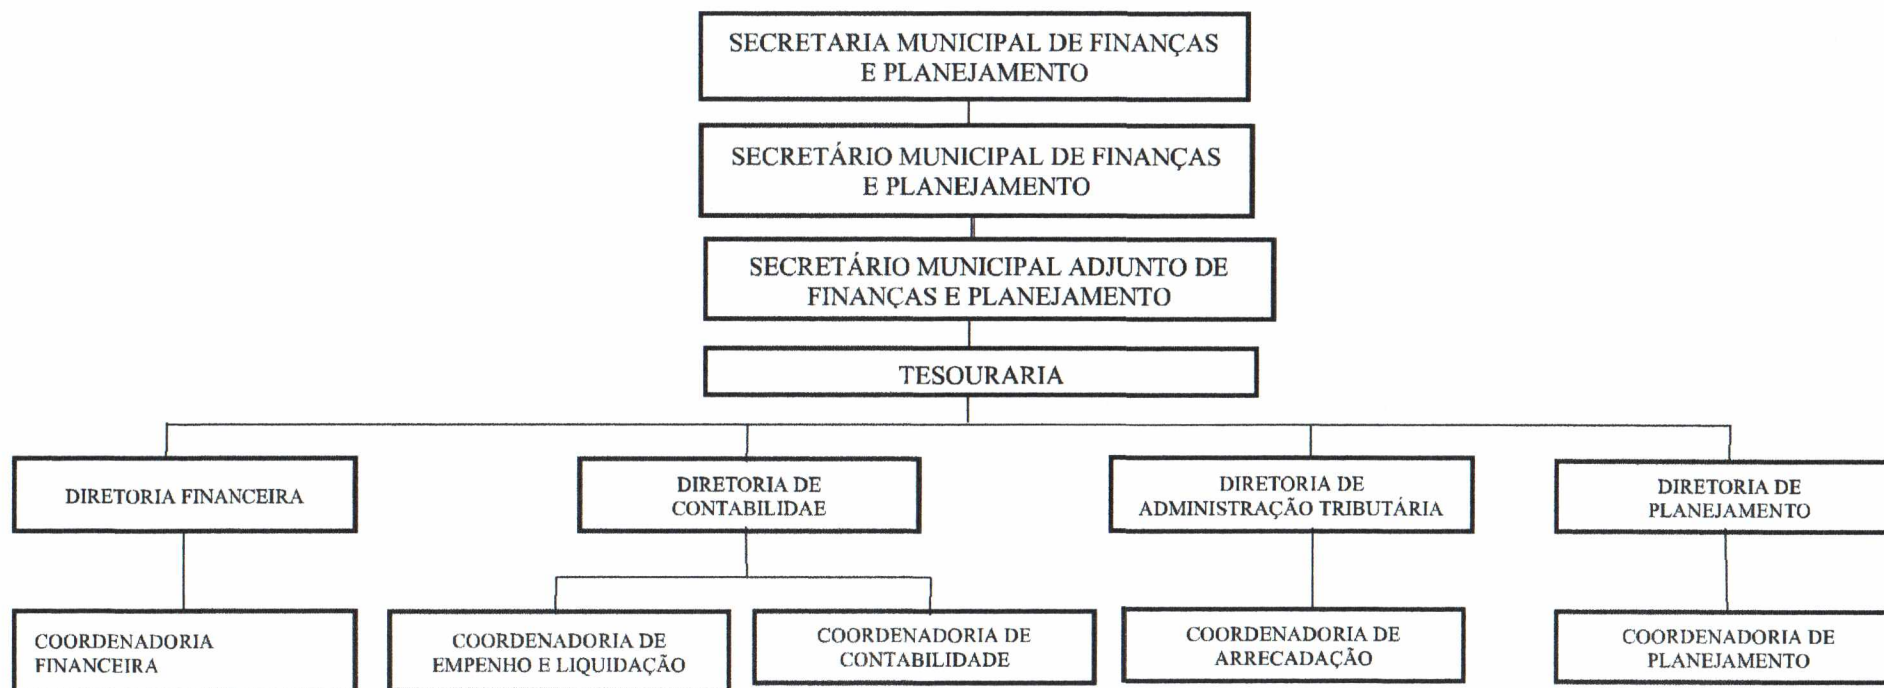 SECRETARIA MUNICIPAL DE FINANÇAS
E PLANEJAMENTO
SECRETÁRIO MUNICIPAL DE FINANÇAS
E PLANEJAMENTO
SECRETÁRIO MUNICIPAL ADJUNTO DE
FINANÇAS E PLANEJAMENTO
TESOURARIA
DIRETORIA FINANCEIRA
DIRETORIA DE
CONTABILIDAE
DIRETORIA DE
ADMINISTRAÇÃO TRIBUTÁRIA
DIRETORIA DE
PLANEJAMENTO
COORDENADORIA
FINANCEIRA
COORDENADORIA DE
EMPENHO E LIQUIDAÇÃO
COORDENADORIA DE
CONTABILIDADE
COORDENADORIA DE
ARRECADAÇÃO
COORDENADORIA DE
PLANEJAMENTO